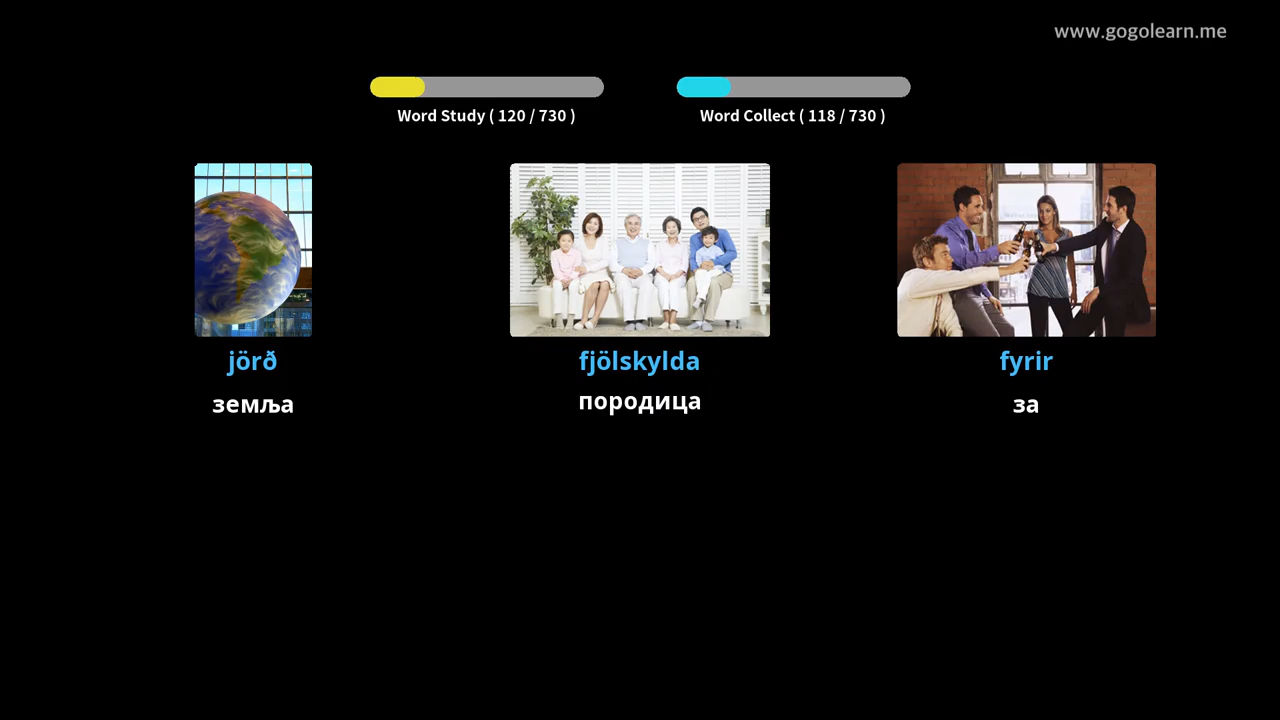 www.gogolearn.me
Word Study ( 120 / 730 )
Word Collect ( 118 / 730 )
jörð
fjölskylda
fyrir
земља
породица
за